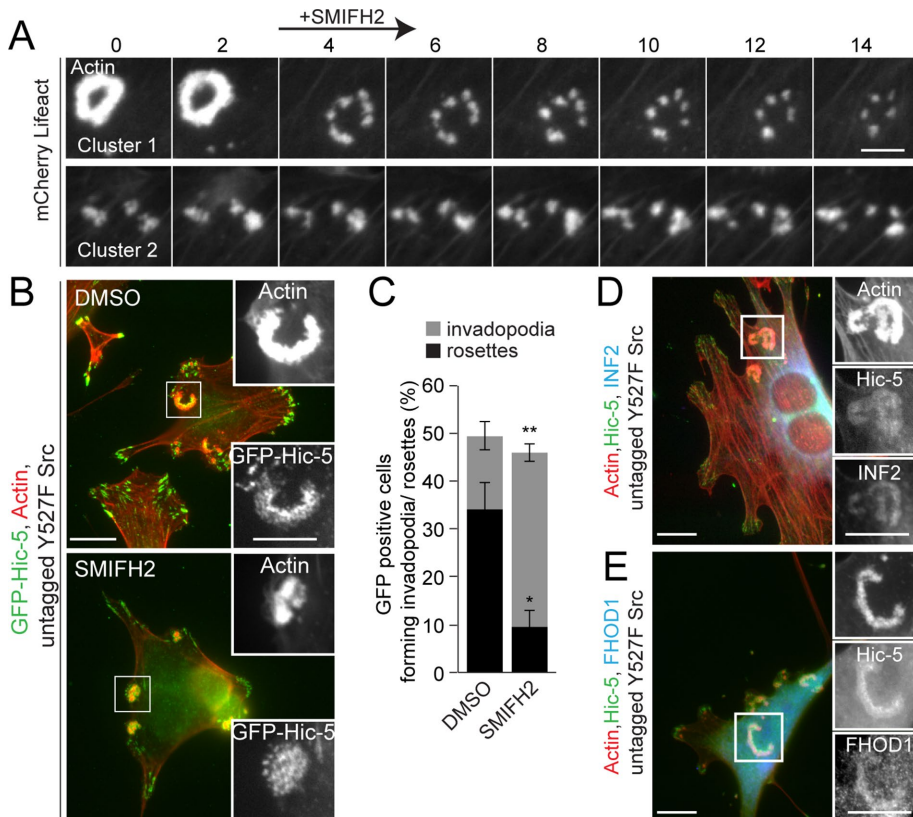 A
+SMIFH2
0 2 4 6 8 10 12 14
mCherry Lifeact
Actin
Cluster 1
Cluster 2
B
GFP-Hic-5, Actin,
untagged Y527F Src
DMSO
Actin
GFP-Hic-5
SMIFH2
Actin
GFP-Hic-5
C
invadopodia
rosettes
GFP positive cells
forming invadopodia/ rosettes (%)
60
50
40
30
20
10
0
**
*
DMSO
SMIFH2
D
Actin,Hic-5, INF2
untagged Y527F Src
Actin
Hic-5
INF2
E
Actin,Hic-5, FHOD1
untagged Y527F Src
Hic-5
FHOD1